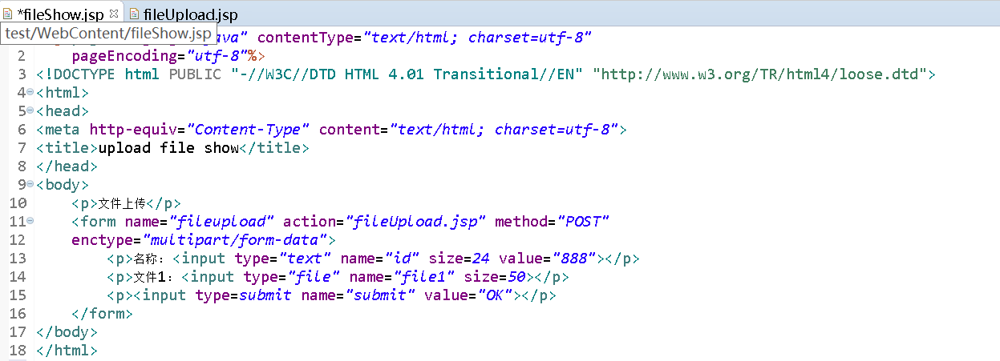 *fileShow.jsp fileUpload.jsp
test/WebContent/fileShow.jsp ava" contentType="text/html; charset=utf-8"
2 pageEncoding="utf-8"%>
3 <!DOCTYPE html PUBLIC "-//W3C//DTD HTML 4.01 Transitional//EN" "http://www.w3.org/TR/html4/loose.dtd">
4 <html>
5 <head>
6 <meta http-equiv="Content-Type" content="text/html; charset=utf-8">
7 <title>upload file show</title>
8 </head>
9 <body>
10 <p>文件上传</p>
11 <form name="fileupload" action="fileUpload.jsp" method="POST"
12 enctype="multipart/form-data">
13 <p>名称：<input type="text" name="id" size=24 value="888"></p>
14 <p>文件1：<input type="file" name="file1" size=50></p>
15 <p><input type=submit name="submit" value="OK"></p>
16 </form>
17 </body>
18 </html>